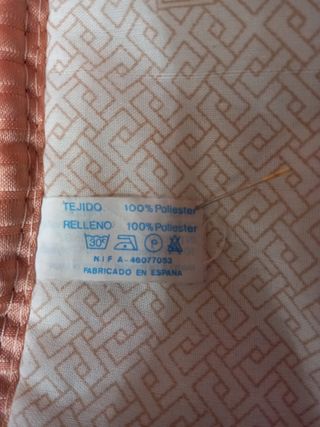 TEJIDO 100% Poliester
RELLENO 100% Poliester
30°
P
N I F A-46077053
FABRICADO EN ESPAÑA